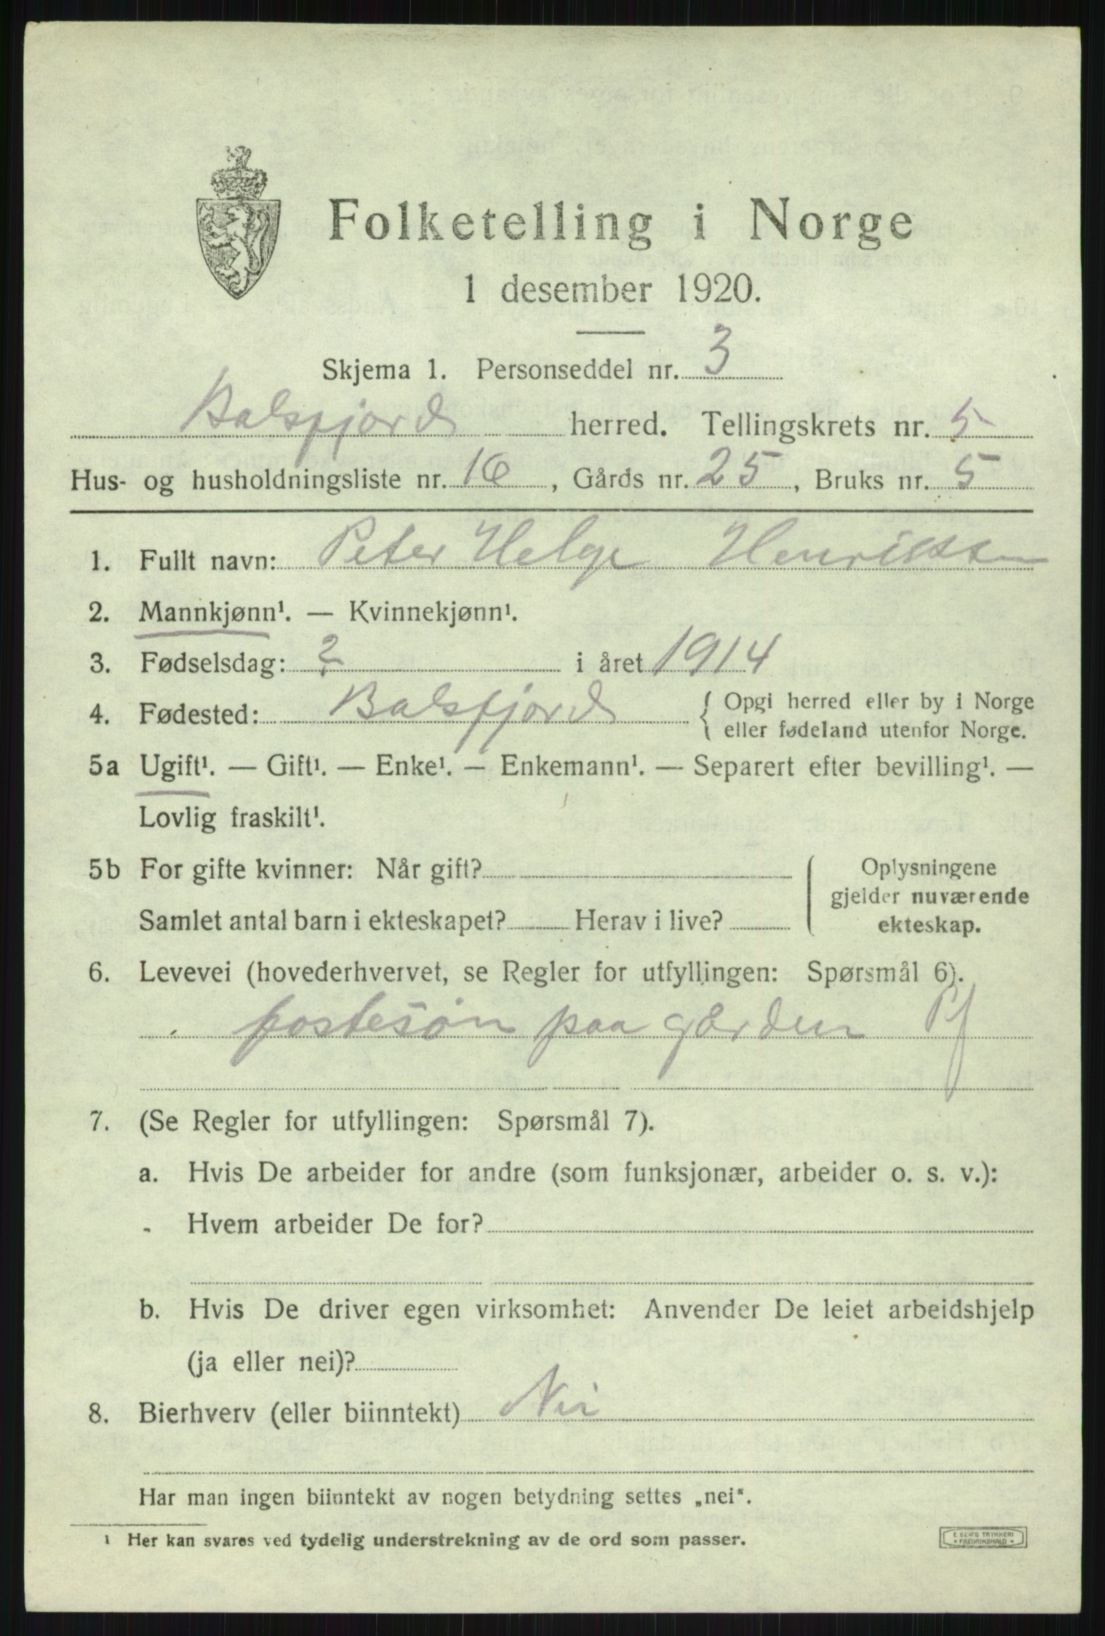 Folketelling i Norge
1 desember 1920.
Skjema 1. Personseddel nr. 3
Balsfjord herred. Tellingskrets nr. 5
Hus- og husholdningsliste nr. 16, Gårds nr. 25, Bruks nr. 5
1. Fullt navn: Peter Helge Henriksen
2. Mannkjønn¹. — Kvinnekjønn¹.
3. Fødselsdag: ? i året 1914
4. Fødested: Balsfjord { Opgi herred eller by i Norge
eller fødeland utenfor Norge.
5a Ugift¹. — Gift¹. — Enke¹. — Enkemann¹. — Separert efter bevilling¹. —
Lovlig fraskilt¹.
5b For gifte kvinner: Når gift?
Samlet antal barn i ekteskapet? Herav i live?
Oplysningene
gjelder nuværende
ekteskap.
6. Levevei (hovederhvervet, se Regler for utfyllingen: Spørsmål 6).
fostesøn paa gården Pf
7. (Se Regler for utfyllingen: Spørsmål 7).
a. Hvis De arbeider for andre (som funksjonær, arbeider o. s. v.):
- Hvem arbeider De for?
b. Hvis De driver egen virksomhet: Anvender De leiet arbeidshjelp
(ja eller nei)?
8. Bierhverv (eller biinntekt) Nei
Har man ingen biinntekt av nogen betydning settes „nei“.
¹ Her kan svares ved tydelig understrekning av de ord som passer.